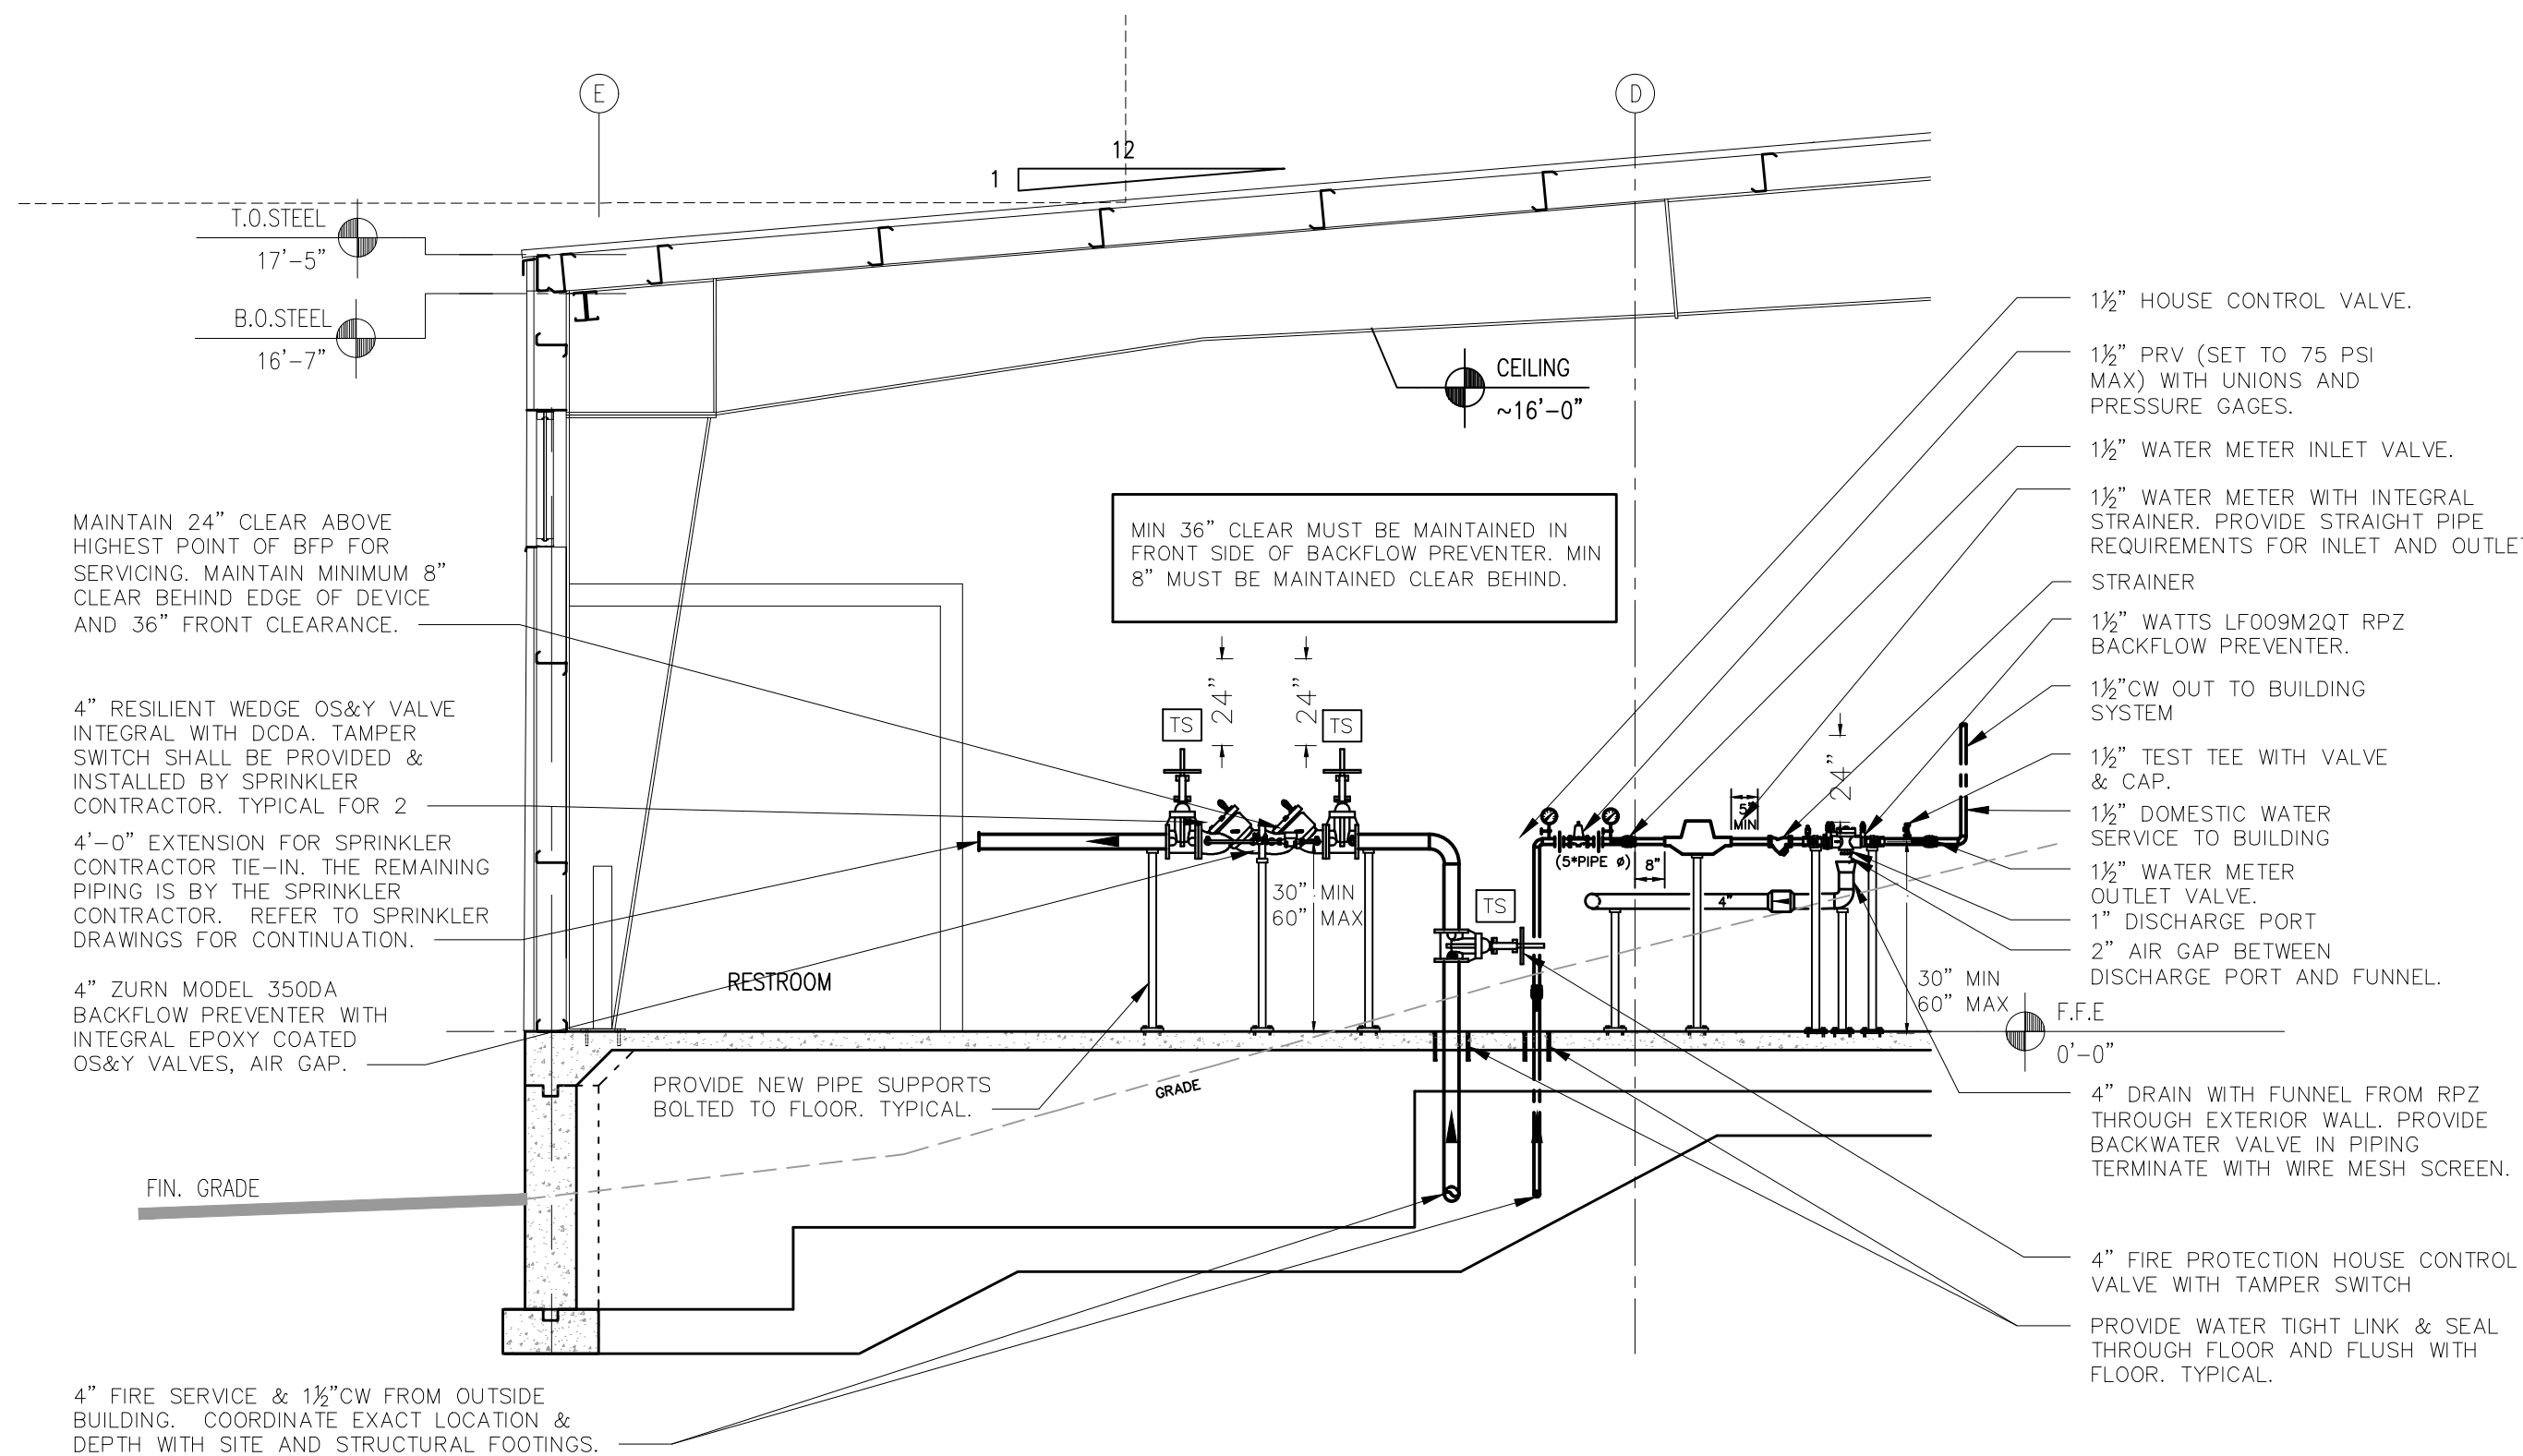 E
D
12
1
T.O.STEEL
17'-5"
B.O.STEEL
16'-7"
CEILING
~16'-0"
MAINTAIN 24" CLEAR ABOVE
HIGHEST POINT OF BFP FOR
SERVICING. MAINTAIN MINIMUM 8"
CLEAR BEHIND EDGE OF DEVICE
AND 36" FRONT CLEARANCE.
4" RESILIENT WEDGE OS&Y VALVE
INTEGRAL WITH DCDA. TAMPER
SWITCH SHALL BE PROVIDED &
INSTALLED BY SPRINKLER
CONTRACTOR. TYPICAL FOR 2
4'-0" EXTENSION FOR SPRINKLER
CONTRACTOR TIE-IN. THE REMAINING
PIPING IS BY THE SPRINKLER
CONTRACTOR. REFER TO SPRINKLER
DRAWINGS FOR CONTINUATION.
4" ZURN MODEL 350DA
BACKFLOW PREVENTER WITH
INTEGRAL EPOXY COATED
OS&Y VALVES, AIR GAP.
FIN. GRADE
4" FIRE SERVICE & 1½"CW FROM OUTSIDE
BUILDING. COORDINATE EXACT LOCATION &
DEPTH WITH SITE AND STRUCTURAL FOOTINGS.
MIN 36" CLEAR MUST BE MAINTAINED IN
FRONT SIDE OF BACKFLOW PREVENTER. MIN
8" MUST BE MAINTAINED CLEAR BEHIND.
TS
24"
24"
TS
30" MIN
60" MAX
TS
RESTROOM
PROVIDE NEW PIPE SUPPORTS
BOLTED TO FLOOR. TYPICAL.
GRADE
(5*PIPE ø)
8"
5"
MIN
24"
4"
30" MIN
60" MAX
F.F.E
0'-0"
1½" HOUSE CONTROL VALVE.
1½" PRV (SET TO 75 PSI
MAX) WITH UNIONS AND
PRESSURE GAGES.
1½" WATER METER INLET VALVE.
1½" WATER METER WITH INTEGRAL
STRAINER. PROVIDE STRAIGHT PIPE
REQUIREMENTS FOR INLET AND OUTLET
STRAINER
1½" WATTS LF009M2QT RPZ
BACKFLOW PREVENTER.
1½"CW OUT TO BUILDING
SYSTEM
1½" TEST TEE WITH VALVE
& CAP.
1½" DOMESTIC WATER
SERVICE TO BUILDING
1½" WATER METER
OUTLET VALVE.
1" DISCHARGE PORT
2" AIR GAP BETWEEN
DISCHARGE PORT AND FUNNEL.
4" DRAIN WITH FUNNEL FROM RPZ
THROUGH EXTERIOR WALL. PROVIDE
BACKWATER VALVE IN PIPING
TERMINATE WITH WIRE MESH SCREEN.
4" FIRE PROTECTION HOUSE CONTROL
VALVE WITH TAMPER SWITCH
PROVIDE WATER TIGHT LINK & SEAL
THROUGH FLOOR AND FLUSH WITH
FLOOR. TYPICAL.